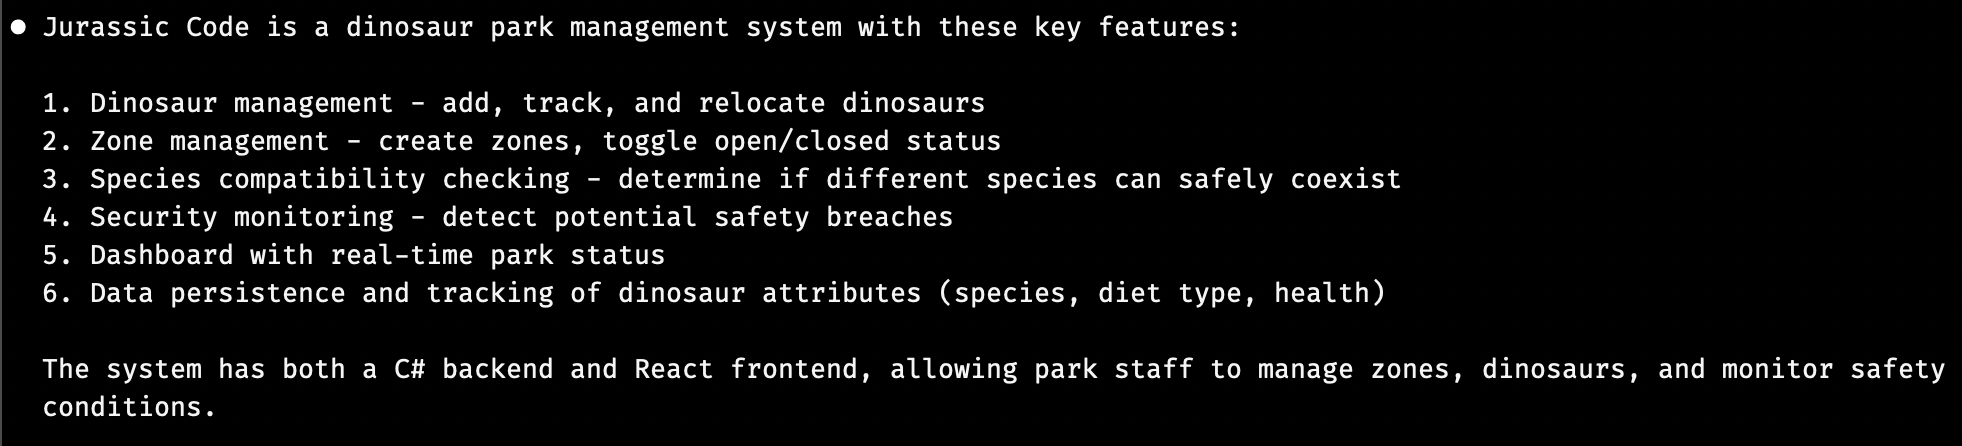 ● Jurassic Code is a dinosaur park management system with these key features:
1. Dinosaur management - add, track, and relocate dinosaurs
2. Zone management - create zones, toggle open/closed status
3. Species compatibility checking - determine if different species can safely coexist
4. Security monitoring - detect potential safety breaches
5. Dashboard with real-time park status
6. Data persistence and tracking of dinosaur attributes (species, diet type, health)
The system has both a C# backend and React frontend, allowing park staff to manage zones, dinosaurs, and monitor safety
conditions.